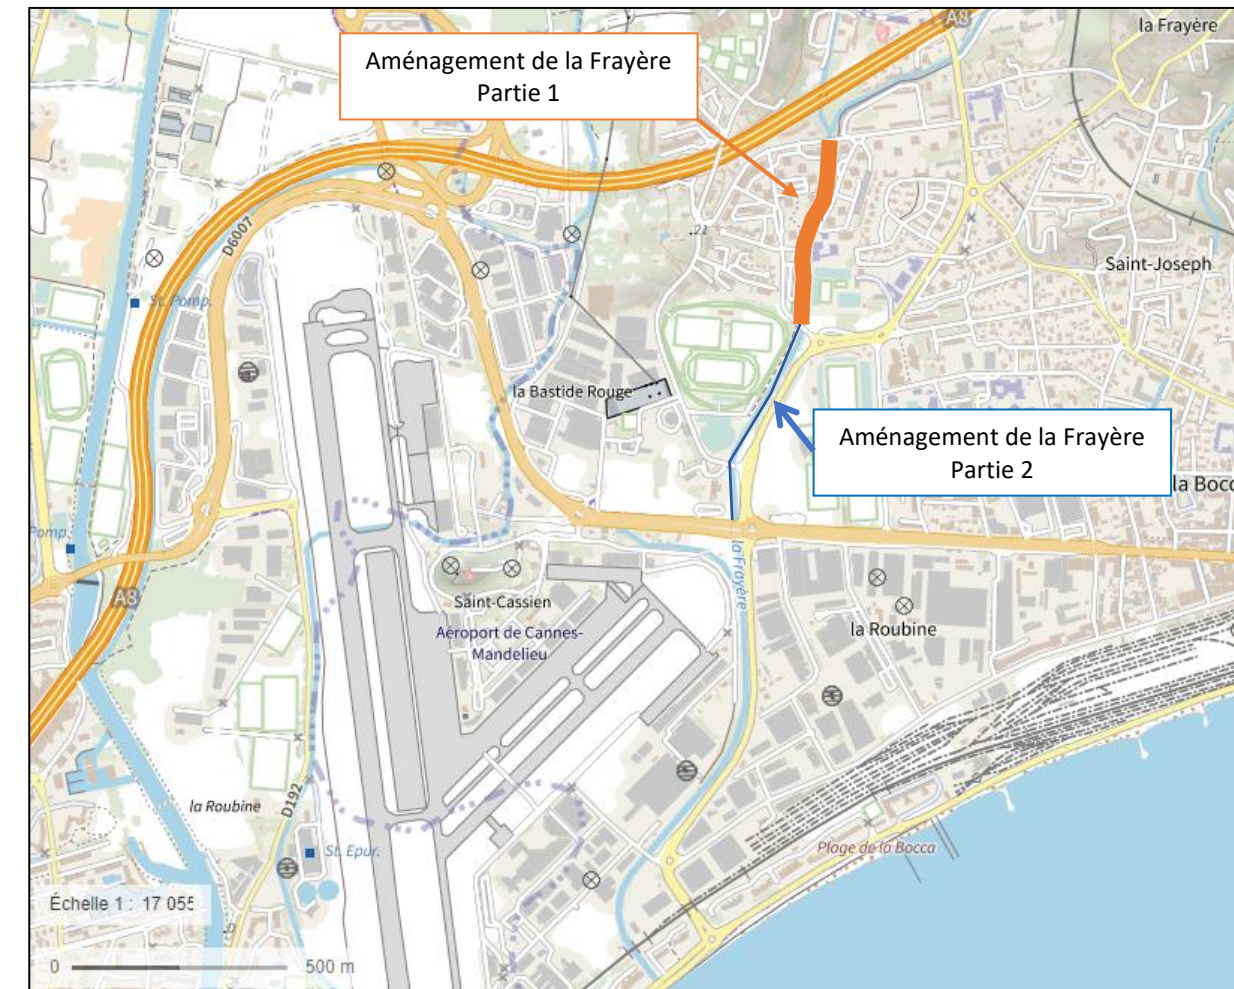 A8
la Frayère
Aménagement de la Frayère
Partie 1
21
D6007
Saint-Joseph
St. Pomp.
la Bastide Rouge
Aménagement de la Frayère
Partie 2
la Bocc
Pomp.
la Frayère
A8
Saint-Cassien
Aéroport de Cannes-
Mandelieu
la Roubine
la Roubine
D192
St. Epur.
Plage de la Bocca
Échelle 1 : 17 055
0
500 m